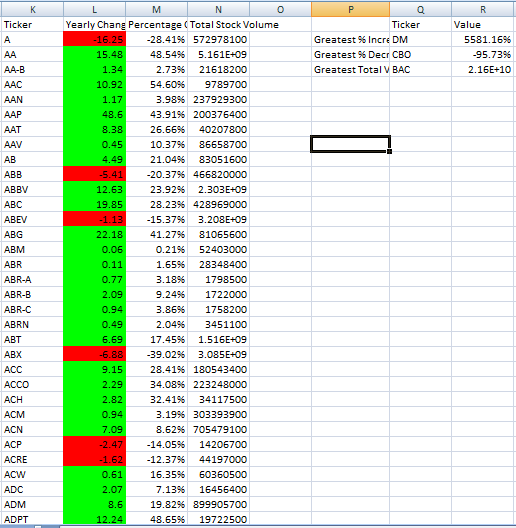 K L M N O P Q R
Ticker Yearly Chang Percentage C Total Stock Volume Ticker Value
A -16.25 -28.41% 572978100 Greatest % Incre DM 5581.16%
AA 15.48 48.54% 5.161E+09 Greatest % Decr CBO -95.73%
AA-B 1.34 2.73% 21618200 Greatest Total V BAC 2.16E+10
AAC 10.92 54.60% 9789700
AAN 1.17 3.98% 237929300
AAP 48.6 43.91% 200376400
AAT 8.38 26.66% 40207800
AAV 0.45 10.37% 86658700
AB 4.49 21.04% 83051600
ABB -5.41 -20.37% 466820000
ABBV 12.63 23.92% 2.303E+09
ABC 19.85 28.23% 428969000
ABEV -1.13 -15.37% 3.208E+09
ABG 22.18 41.27% 81065600
ABM 0.06 0.21% 52403000
ABR 0.11 1.65% 28348400
ABR-A 0.77 3.18% 1798500
ABR-B 2.09 9.24% 1722000
ABR-C 0.94 3.86% 1758200
ABRN 0.49 2.04% 3451100
ABT 6.69 17.45% 1.516E+09
ABX -6.88 -39.02% 3.085E+09
ACC 9.15 28.41% 180543400
ACCO 2.29 34.08% 223248000
ACH 2.82 32.41% 34117500
ACM 0.94 3.19% 303393900
ACN 7.09 8.62% 705479100
ACP -2.47 -14.05% 14206700
ACRE -1.62 -12.37% 44197000
ACW 0.61 16.35% 60360500
ADC 2.07 7.13% 16456400
ADM 8.6 19.82% 899905700
ADPT 12.24 48.65% 19722500